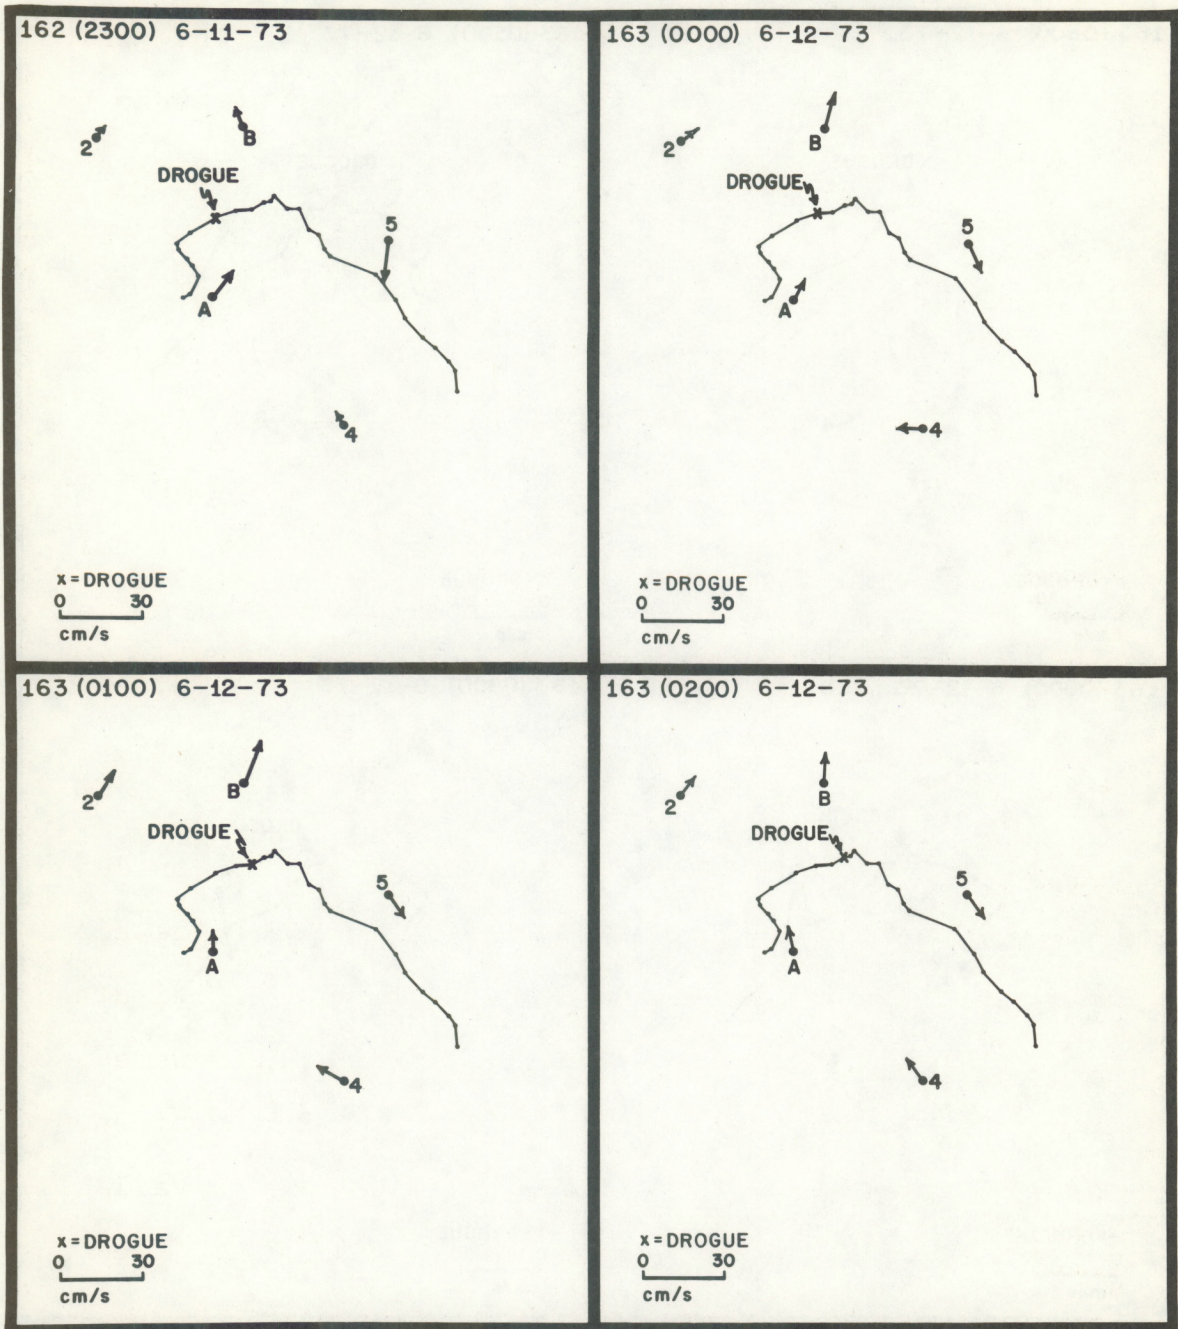 162 (2300) 6-11-73
2
B
DROGUE
5
A
4
x = DROGUE
0 30
cm/s
163 (0000) 6-12-73
2
B
DROGUE
5
A
4
x = DROGUE
0 30
cm/s
163 (0100) 6-12-73
2
B
DROGUE
5
A
4
x = DROGUE
0 30
cm/s
163 (0200) 6-12-73
2
B
DROGUE
5
A
4
x = DROGUE
0 30
cm/s